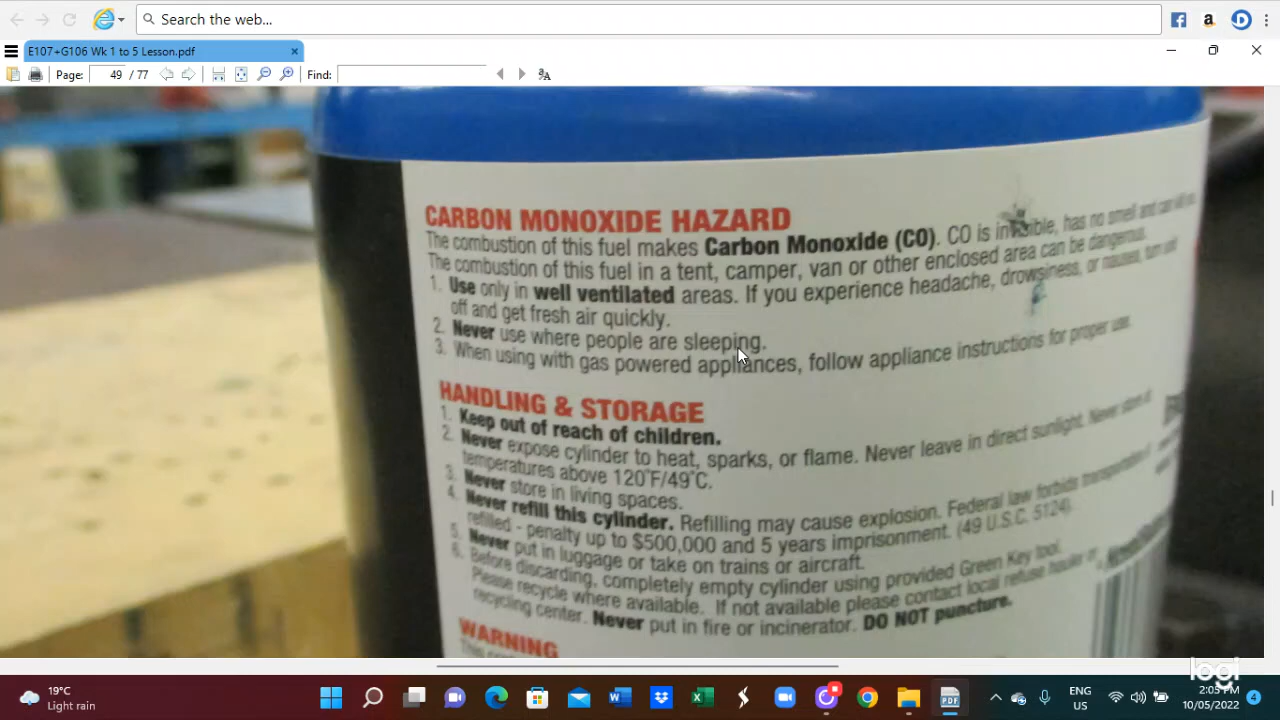 Search the web...
E107+G106 Wk 1 to 5 Lesson.pdf
Page: 49 / 77 Find:
CARBON MONOXIDE HAZARD
The combustion of this fuel makes Carbon Monoxide (CO). CO is invisible, has no smell and can
The combustion of this fuel in a tent, camper, van or other enclosed area can be dangerous.
1. Use only in well ventilated areas. If you experience headache, drowsiness, or nausea, turn unit
off and get fresh air quickly.
2. Never use where people are sleeping.
3. When using with gas powered appliances, follow appliance instructions for proper use.
HANDLING & STORAGE
1. Keep out of reach of children.
2. Never expose cylinder to heat, sparks, or flame. Never leave in direct sunlight. Never store
temperatures above 120°F/49°C.
3. Never store in living spaces.
4. Never refill this cylinder. Refilling may cause explosion. Federal law forbids transportation
refilled - penalty up to $500,000 and 5 years imprisonment. (49 U.S.C. 5124).
5. Never put in luggage or take on trains or aircraft.
6. Before discarding, completely empty cylinder using provided Green Key tool.
Please recycle where available. If not available please contact local refuse hauler or
recycling center. Never put in fire or incinerator. DO NOT puncture.
WARNING
logi
19°C
Light rain
ENG
US
2:05 PM
10/05/2022
4